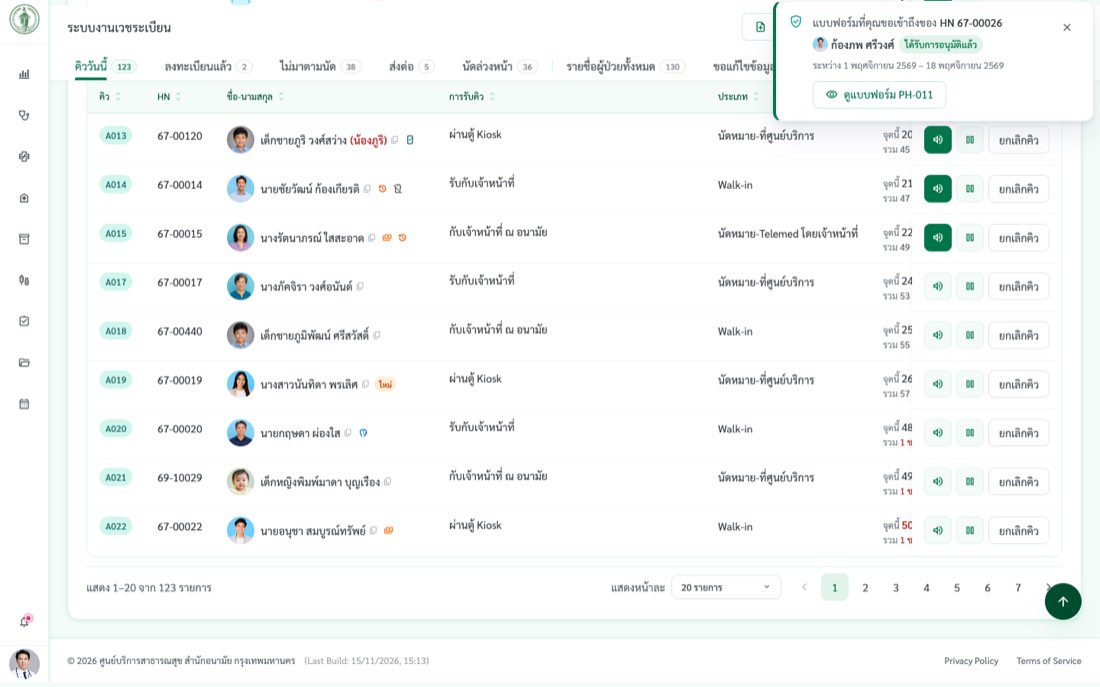 ระบบงานเวชระเบียน
แบบฟอร์มที่คุณขอเข้าถึงของ HN 67-00026
ก้องภพ ศรีวงศ์ ได้รับการอนุมัติแล้ว
ระหว่าง 1 พฤศจิกายน 2569 – 18 พฤศจิกายน 2569
ดูแบบฟอร์ม PH-011
คิววันนี้ 123 ลงทะเบียนแล้ว 2 ไม่มาตามนัด 38 ส่งต่อ 5 นัดล่วงหน้า 36 รายชื่อผู้ป่วยทั้งหมด 130 ขอแก้ไขข้อมูล
คิว HN ชื่อ-นามสกุล การรับคิว ประเภท
A013 67-00120 เด็กชายภูริ วงศ์สว่าง (น้องภูริ) ผ่านตู้ Kiosk นัดหมาย-ที่ศูนย์บริการ จุดนี้ 20 ยกเลิกคิว
รวม 45
A014 67-00014 นายชัยวัฒน์ ก้องเกียรติ รับกับเจ้าหน้าที่ Walk-in จุดนี้ 21 ยกเลิกคิว
รวม 47
A015 67-00015 นางรัตนาภรณ์ ใสสะอาด กับเจ้าหน้าที่ ณ อนามัย นัดหมาย-Telemed โดยเจ้าหน้าที่ จุดนี้ 22 ยกเลิกคิว
รวม 49
A017 67-00017 นางภัคจิรา วงศ์อนันต์ รับกับเจ้าหน้าที่ นัดหมาย-ที่ศูนย์บริการ จุดนี้ 24 ยกเลิกคิว
รวม 53
A018 67-00440 เด็กชายภูมิพัฒน์ ศรีสวัสดิ์ กับเจ้าหน้าที่ ณ อนามัย Walk-in จุดนี้ 25 ยกเลิกคิว
รวม 55
A019 67-00019 นางสาวนันทิดา พรเลิศ ใหม่ ผ่านตู้ Kiosk นัดหมาย-ที่ศูนย์บริการ จุดนี้ 26 ยกเลิกคิว
รวม 57
A020 67-00020 นายกฤษดา ผ่องใส รับกับเจ้าหน้าที่ Walk-in จุดนี้ 48 ยกเลิกคิว
รวม 1 ช
A021 69-10029 เด็กหญิงพิมพ์มาดา บุญเรือง กับเจ้าหน้าที่ ณ อนามัย นัดหมาย-ที่ศูนย์บริการ จุดนี้ 49 ยกเลิกคิว
รวม 1 ช
A022 67-00022 นายอนุชา สมบูรณ์ทรัพย์ ผ่านตู้ Kiosk Walk-in จุดนี้ 50 ยกเลิกคิว
รวม 1 ช
แสดง 1–20 จาก 123 รายการ แสดงหน้าละ 20 รายการ 1 2 3 4 5 6 7
© 2026 ศูนย์บริการสาธารณสุข สำนักอนามัย กรุงเทพมหานคร (Last Build: 15/11/2026, 15:13) Privacy Policy Terms of Service